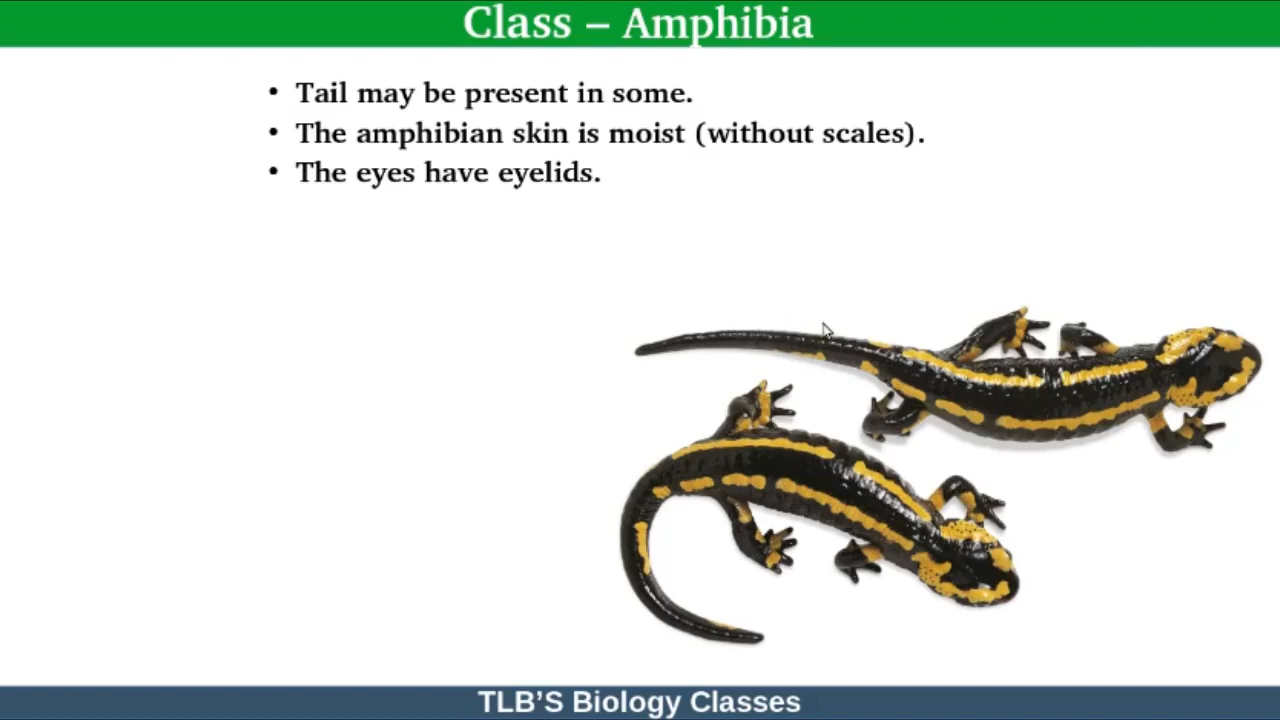 Class – Amphibia
• Tail may be present in some.
• The amphibian skin is moist (without scales).
• The eyes have eyelids.
TLB’S Biology Classes